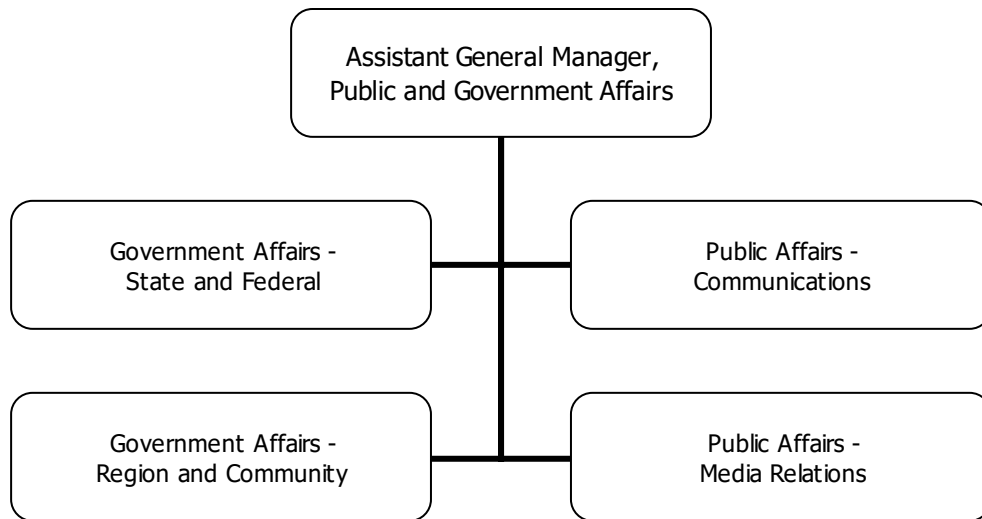 Assistant General Manager,
Public and Government Affairs
Government Affairs -
State and Federal
Public Affairs -
Communications
Government Affairs -
Region and Community
Public Affairs -
Media Relations